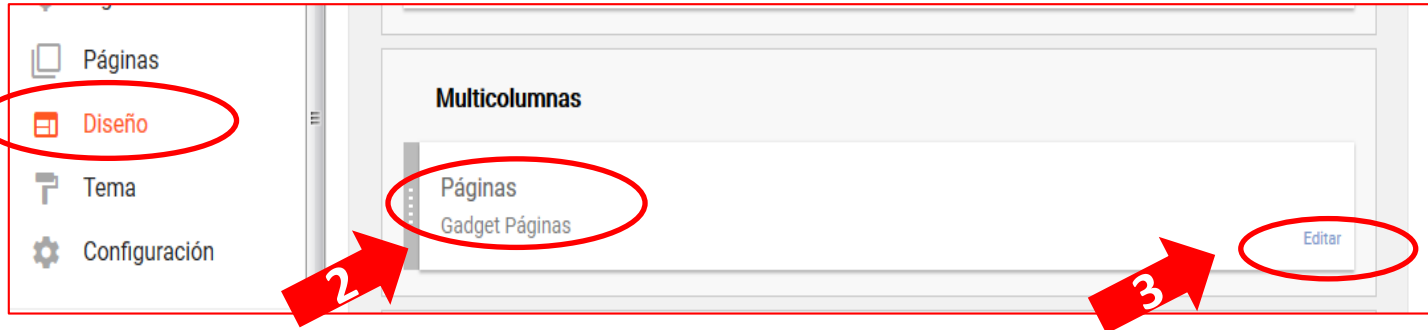 Páginas
Diseño
Tema
Configuración
Multicolumnas
Páginas
Gadget Páginas
Editar
2
3